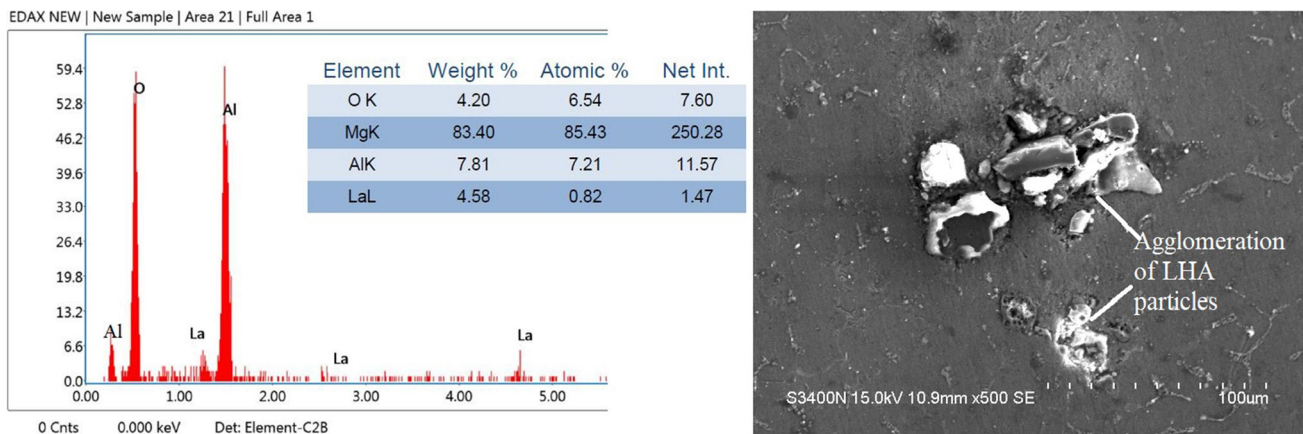 EDAX NEW | New Sample | Area 21 | Full Area 1
59.4
52.8
46.2
39.6
33.0
26.4
19.8
13.2
6.6
0.0
0.00 1.00 2.00 3.00 4.00 5.00
O
Al
Al
La
La
La
Element Weight % Atomic % Net Int.
O K 4.20 6.54 7.60
MgK 83.40 85.43 250.28
AlK 7.81 7.21 11.57
LaL 4.58 0.82 1.47
0 Cnts 0.000 keV Det: Element-C2B
Agglomeration
of LHA
particles
S3400N 15.0kV 10.9mm x500 SE 100um